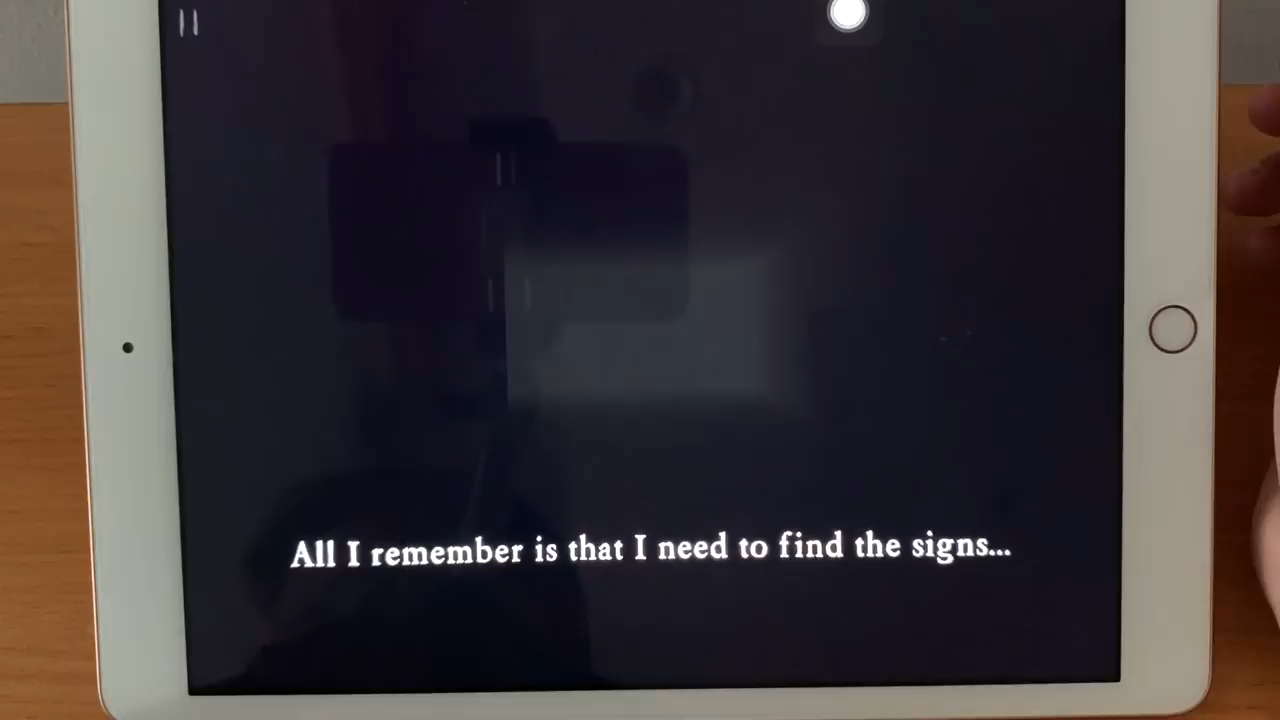 All I remember is that I need to find the signs...